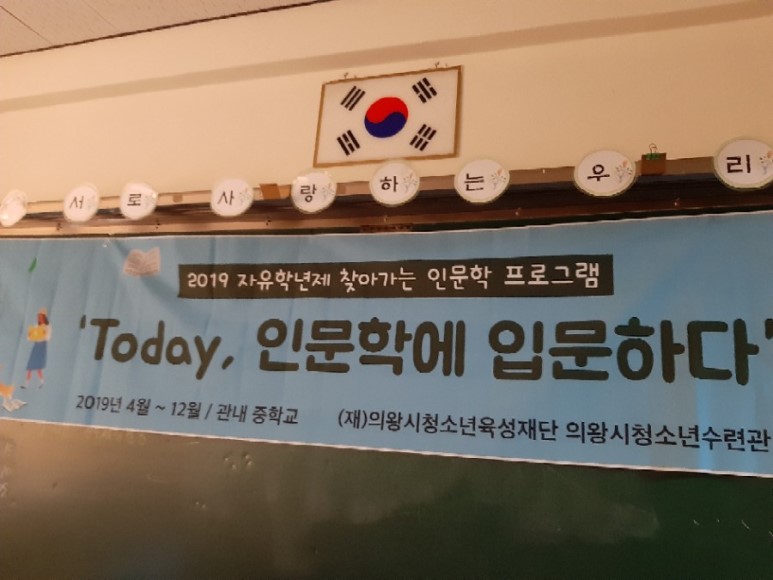 서로 사랑하는 우리
2019 자유학년제 찾아가는 인문학 프로그램
'Today, 인문학에 입문하다'
2019년 4월 ~ 12월 / 관내 중학교 (재)의왕시청소년육성재단 의왕시청소년수련관